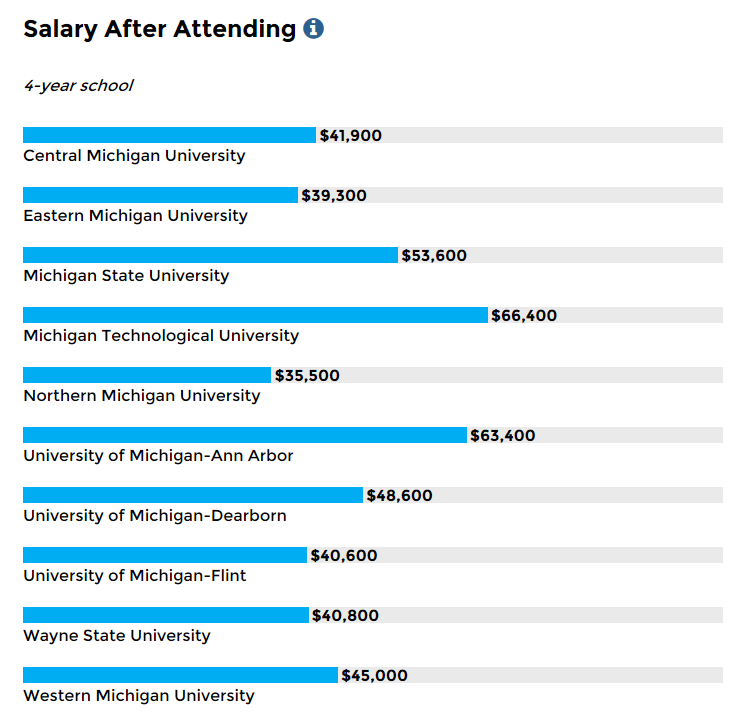 Salary After Attending i
4-year school
$41,900
Central Michigan University
$39,300
Eastern Michigan University
$53,600
Michigan State University
$66,400
Michigan Technological University
$35,500
Northern Michigan University
$63,400
University of Michigan-Ann Arbor
$48,600
University of Michigan-Dearborn
$40,600
University of Michigan-Flint
$40,800
Wayne State University
$45,000
Western Michigan University